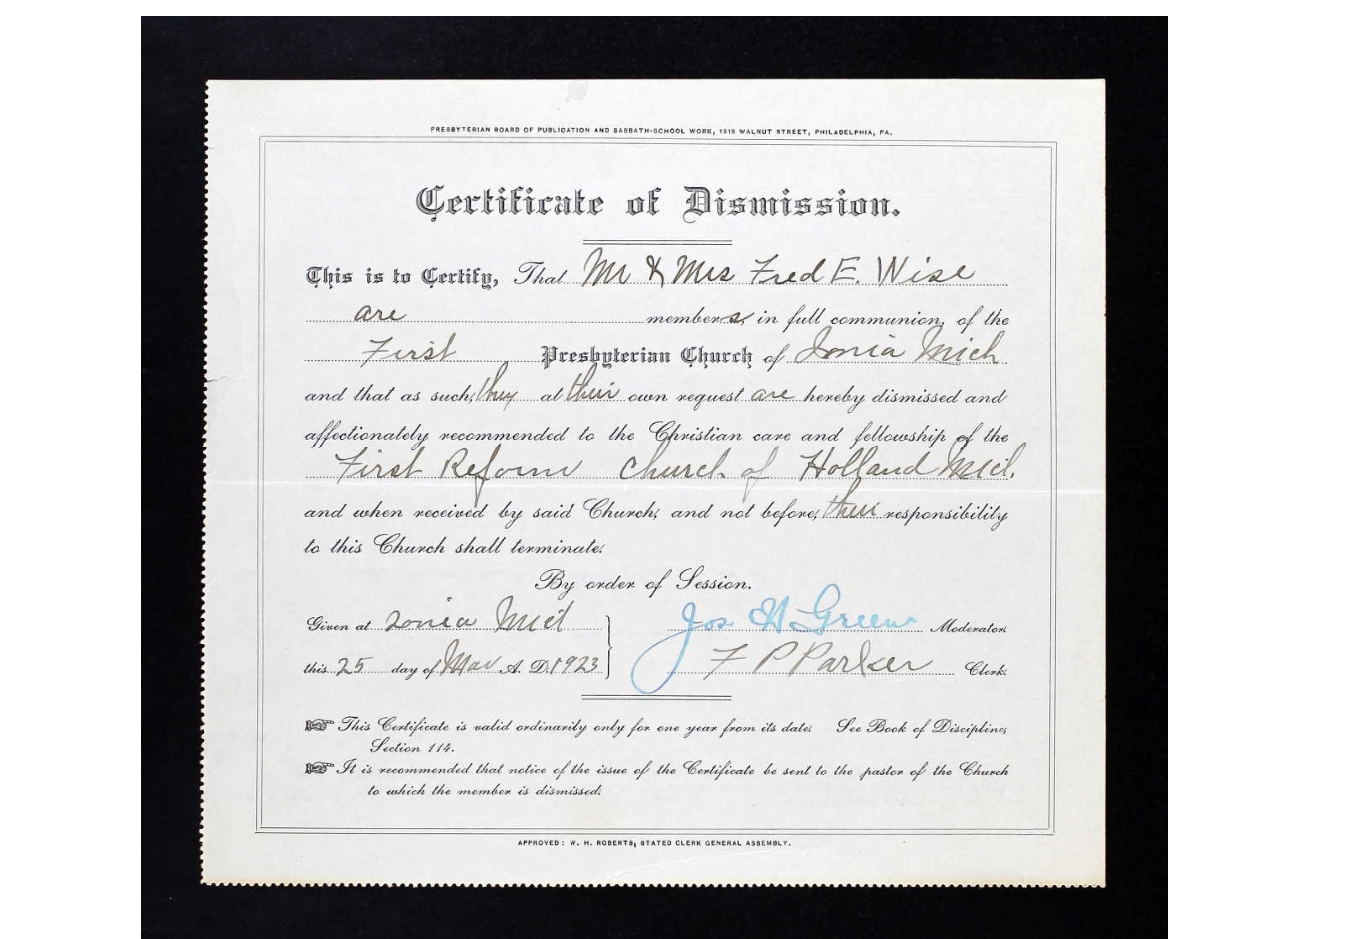 PRESBYTERIAN BOARD OF PUBLICATION AND SABBATH-SCHOOL WORK, 1319 WALNUT STREET, PHILADELPHIA, PA.
Certificate of Dismission.
This is to Certify, That Mr & Mrs Fred E. Wise
are members, in full communion, of the
First Presbyterian Church of Ionia Mich
and that as such, they at their own request are hereby dismissed and
affectionately recommended to the Christian care and fellowship of the
First Reform Church of Holland Mich.
and when received by said Church, and not before, their responsibility
to this Church shall terminate.
By order of Session.
Given at Ionia Mich Jos H Green Moderator.
this 25 day of A. D. 1923 F P Parker Clerk.
This Certificate is valid ordinarily only for one year from its date. See Book of Discipline,
Section 114.
It is recommended that notice of the issue of the Certificate be sent to the pastor of the Church
to which the member is dismissed.
APPROVED: W. H. ROBERTS, STATED CLERK GENERAL ASSEMBLY.